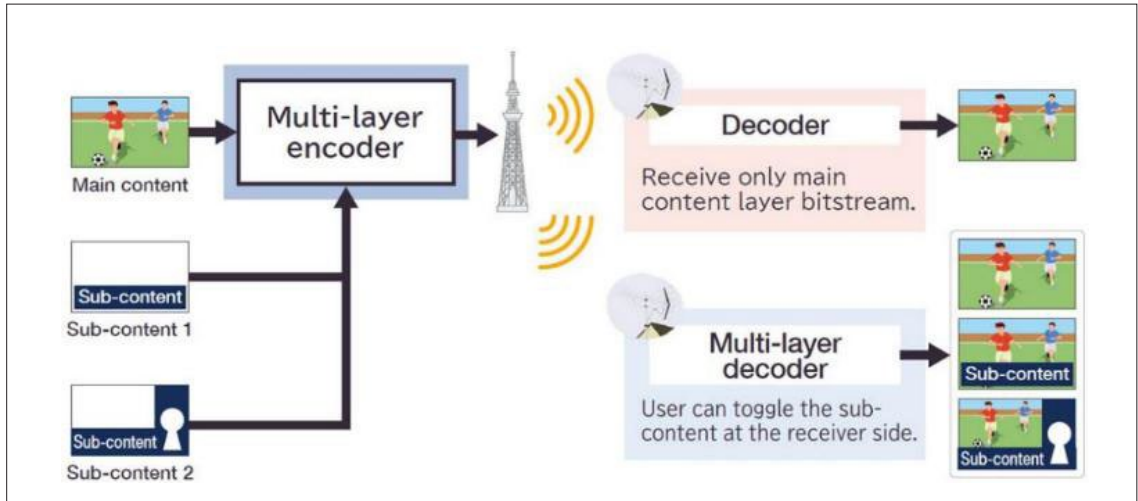 Main content
Multi-layer
encoder
Sub-content
Sub-content 1
Sub-content
Sub-content 2
Decoder
Receive only main
content layer bitstream.
Multi-layer
decoder
User can toggle the sub-
content at the receiver side.
Sub-content
Sub-content